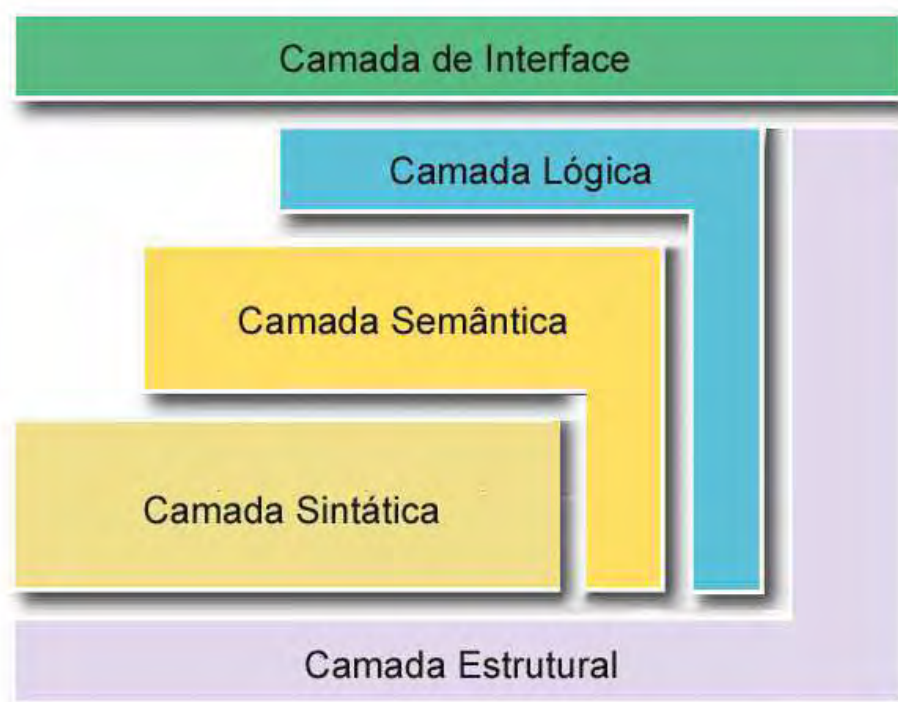 Camada de Interface
Camada Lógica
Camada Semântica
Camada Sintática
Camada Estrutural